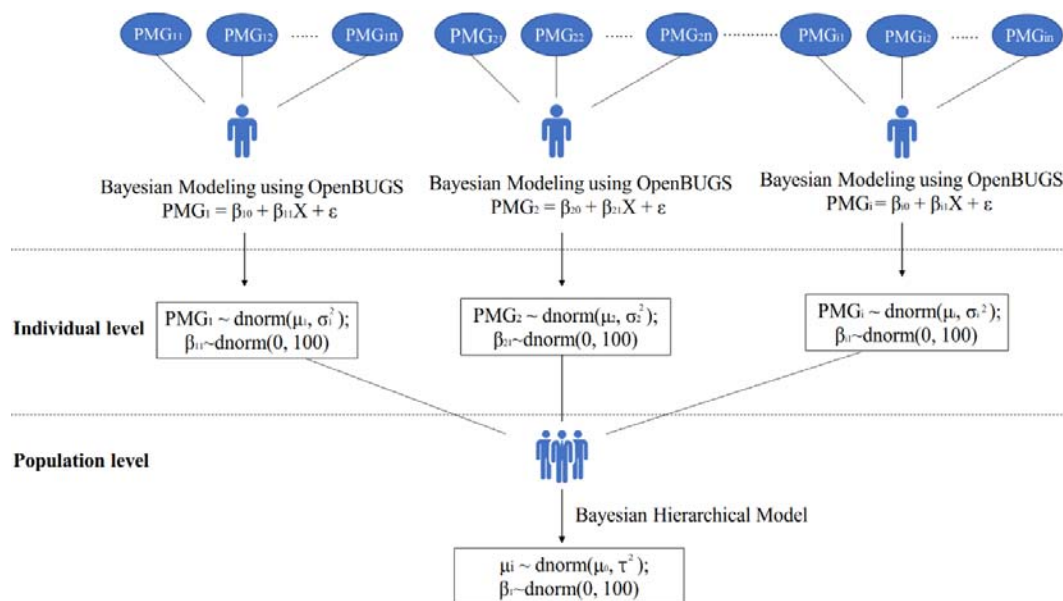 PMG₁₁ PMG₁₂ ...... PMG₁ₙ PMG₂₁ PMG₂₂ ...... PMG₂ₙ ............ PMGᵢ₁ PMGᵢ₂ ...... PMGᵢₙ
Bayesian Modeling using OpenBUGS
PMG₁ = β₁₀ + β₁₁X + ε
Bayesian Modeling using OpenBUGS
PMG₂ = β₂₀ + β₂₁X + ε
Bayesian Modeling using OpenBUGS
PMGᵢ = βᵢ₀ + βᵢ₁X + ε
Individual level
PMG₁ ~ dnorm(μ₁, σ₁²);
β₁₁~dnorm(0, 100)
PMG₂ ~ dnorm(μ₂, σ₂²);
β₂₁~dnorm(0, 100)
PMGᵢ ~ dnorm(μᵢ, σᵢ²);
βᵢ₁~dnorm(0, 100)
Population level
Bayesian Hierarchical Model
μi ~ dnorm(μ₀, τ²);
β₁~dnorm(0, 100)